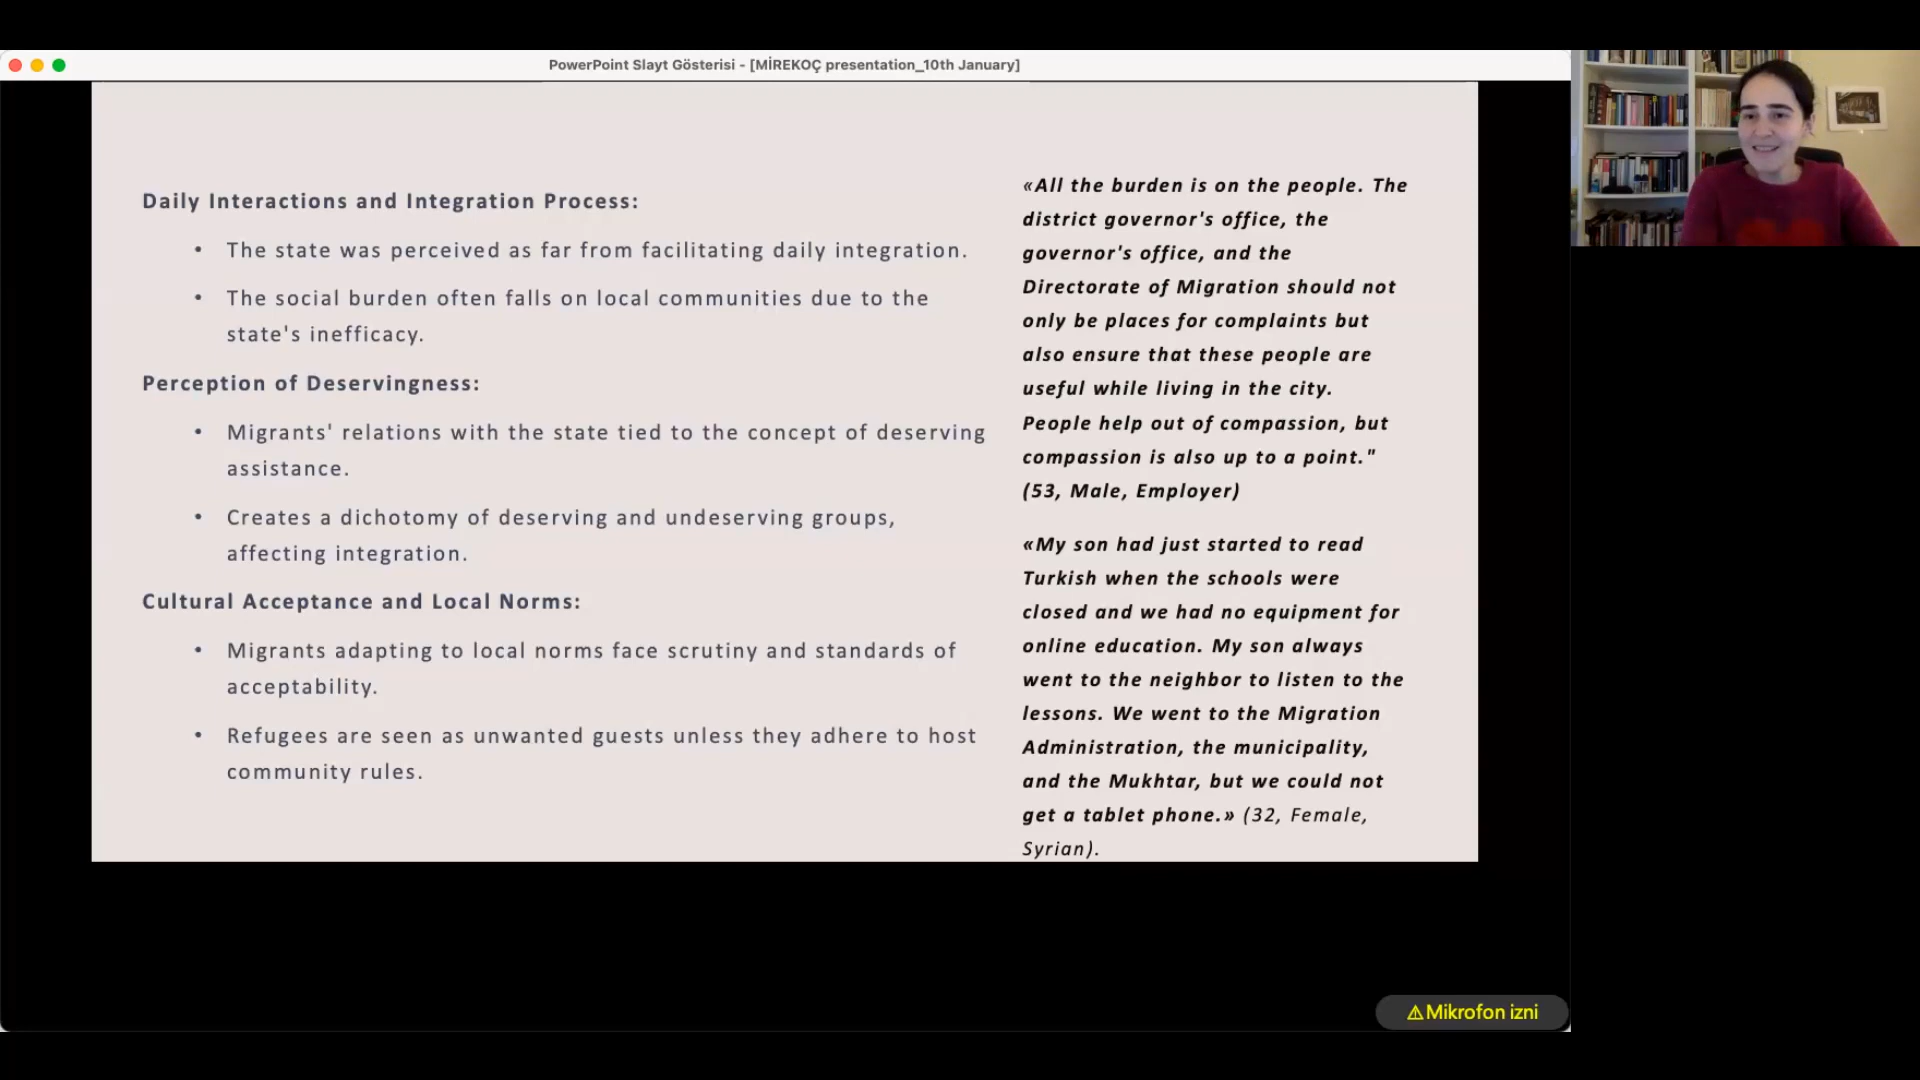 PowerPoint Slayt Gösterisi - [MİREKOÇ presentation_10th January]
Daily Interactions and Integration Process:
• The state was perceived as far from facilitating daily integration.
• The social burden often falls on local communities due to the
state's inefficacy.
Perception of Deservingness:
• Migrants' relations with the state tied to the concept of deserving
assistance.
• Creates a dichotomy of deserving and undeserving groups,
affecting integration.
Cultural Acceptance and Local Norms:
• Migrants adapting to local norms face scrutiny and standards of
acceptability.
• Refugees are seen as unwanted guests unless they adhere to host
community rules.
«All the burden is on the people. The
district governor's office, the
governor's office, and the
Directorate of Migration should not
only be places for complaints but
also ensure that these people are
useful while living in the city.
People help out of compassion, but
compassion is also up to a point."
(53, Male, Employer)
«My son had just started to read
Turkish when the schools were
closed and we had no equipment for
online education. My son always
went to the neighbor to listen to the
lessons. We went to the Migration
Administration, the municipality,
and the Mukhtar, but we could not
get a tablet phone.» (32, Female,
Syrian).
⚠Mikrofon izni